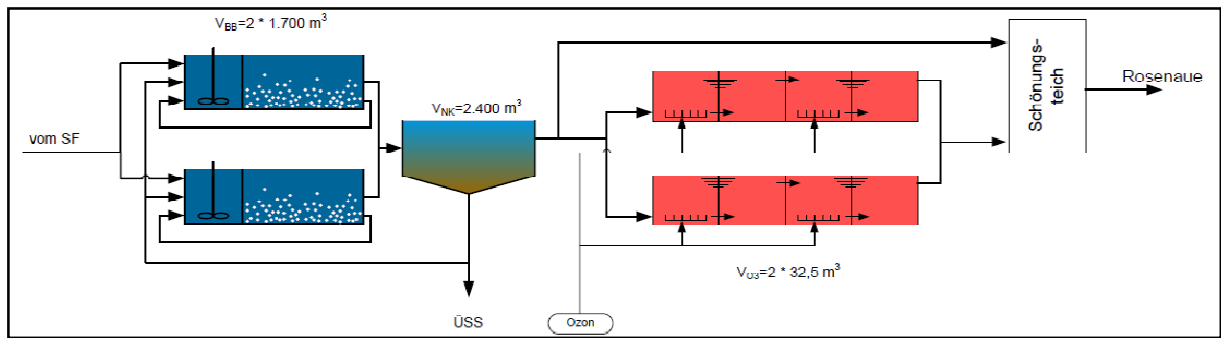 V_BB=2 * 1.700 m³
vom SF
V_NK=2.400 m³
ÜSS
Ozon
V_O3=2 * 32,5 m³
Schönungs-
teich
Rosenaue